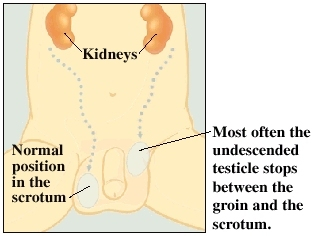 Kidneys
Normal
position
in the
scrotum
Most often the
undescended
testicle stops
between the
groin and the
scrotum.